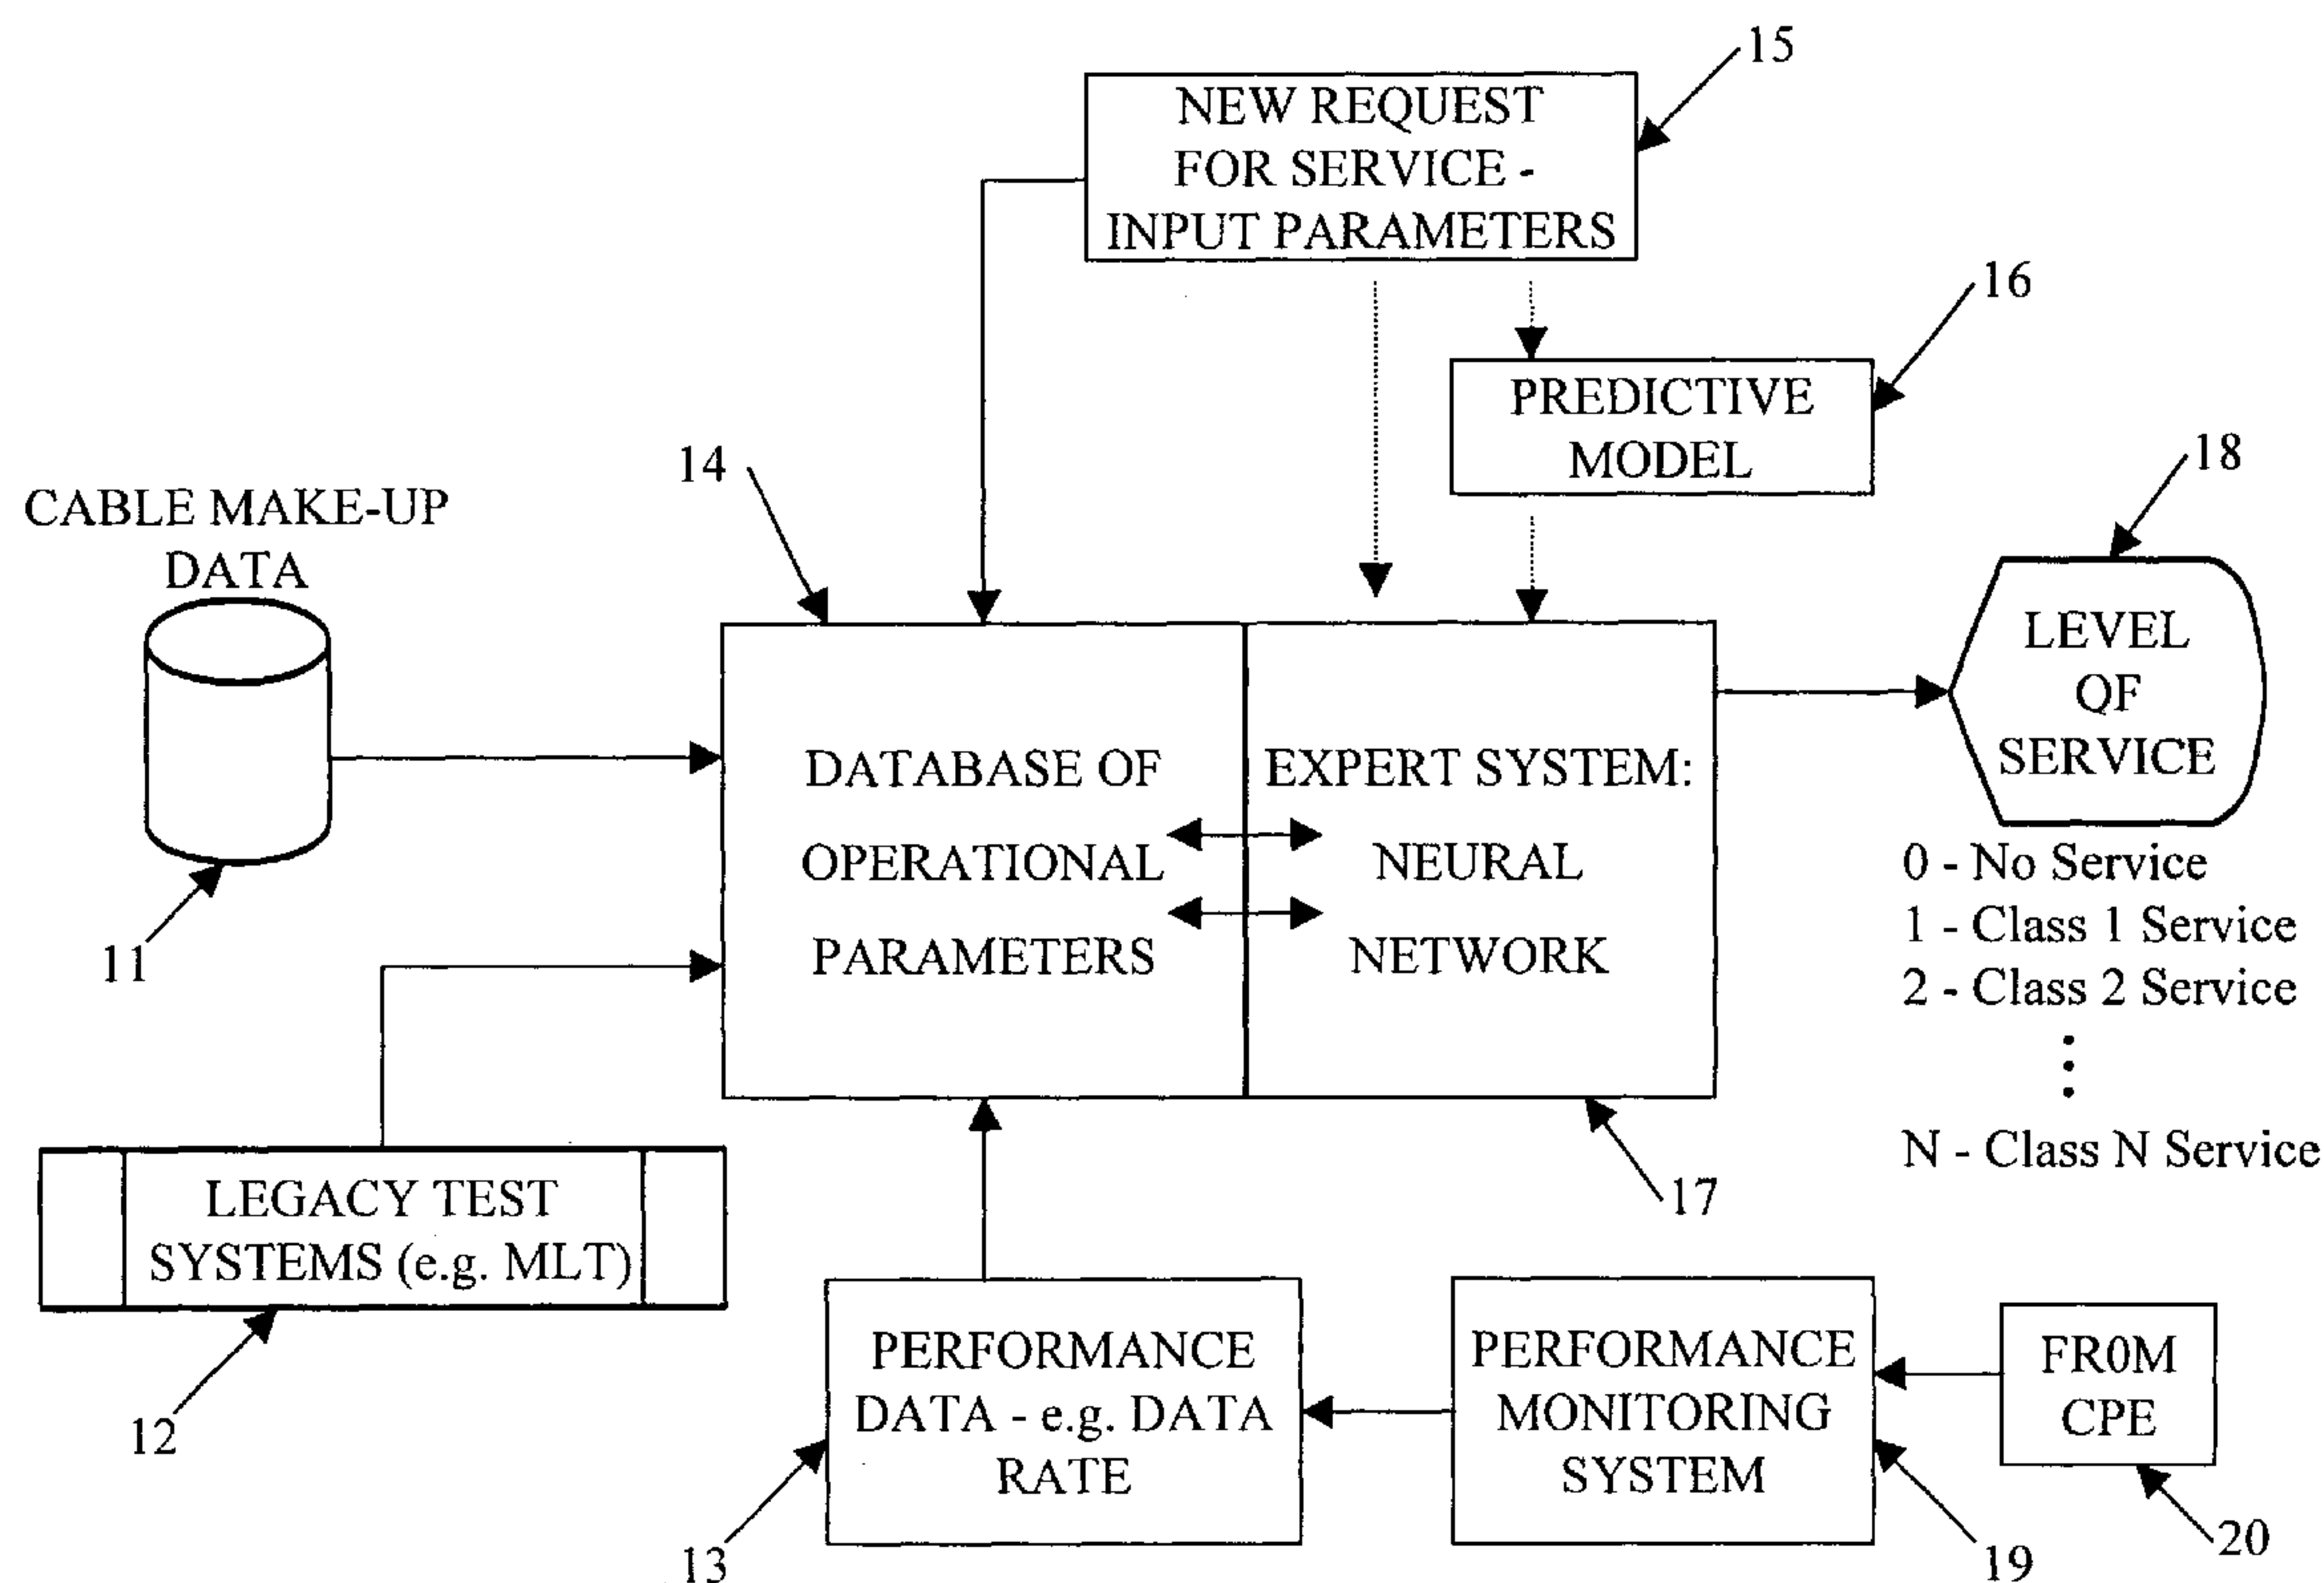 15
NEW REQUEST
FOR SERVICE -
INPUT PARAMETERS
16
PREDICTIVE
MODEL
14
18
CABLE MAKE-UP
DATA
11
LEVEL
QF
SERVICE
DATABASE OF
OPERATIONAL
PARAMETERS
EXPERT SYSTEM:
NEURAL
NETWORK
0 - No Service
1 - Class 1 Service
2 - Class 2 Service
N - Class N Service
17
LEGACY TEST
SYSTEMS (e.g. MLT)
12
PERFORMANCE
DATA - e.g. DATA
RATE
13
PERFORMANCE
MONITORING
SYSTEM
19
FR0M
CPE
20